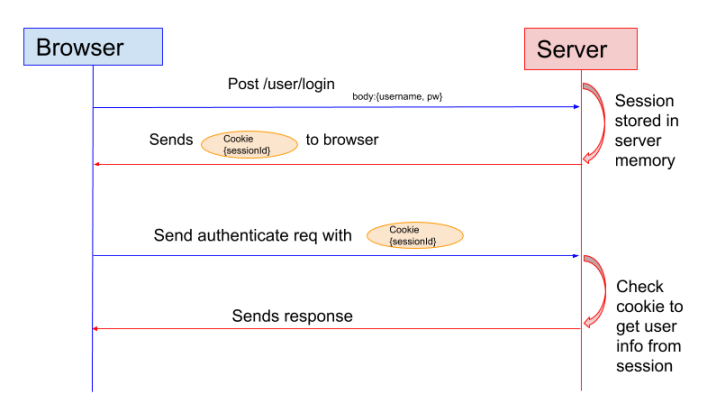 Browser
Server
Post /user/login
body:{username, pw}
Session
stored in
server
memory
Sends
Cookie
{sessionId}
to browser
Send authenticate req with
Cookie
{sessionId}
Check
cookie to
get user
info from
session
Sends response